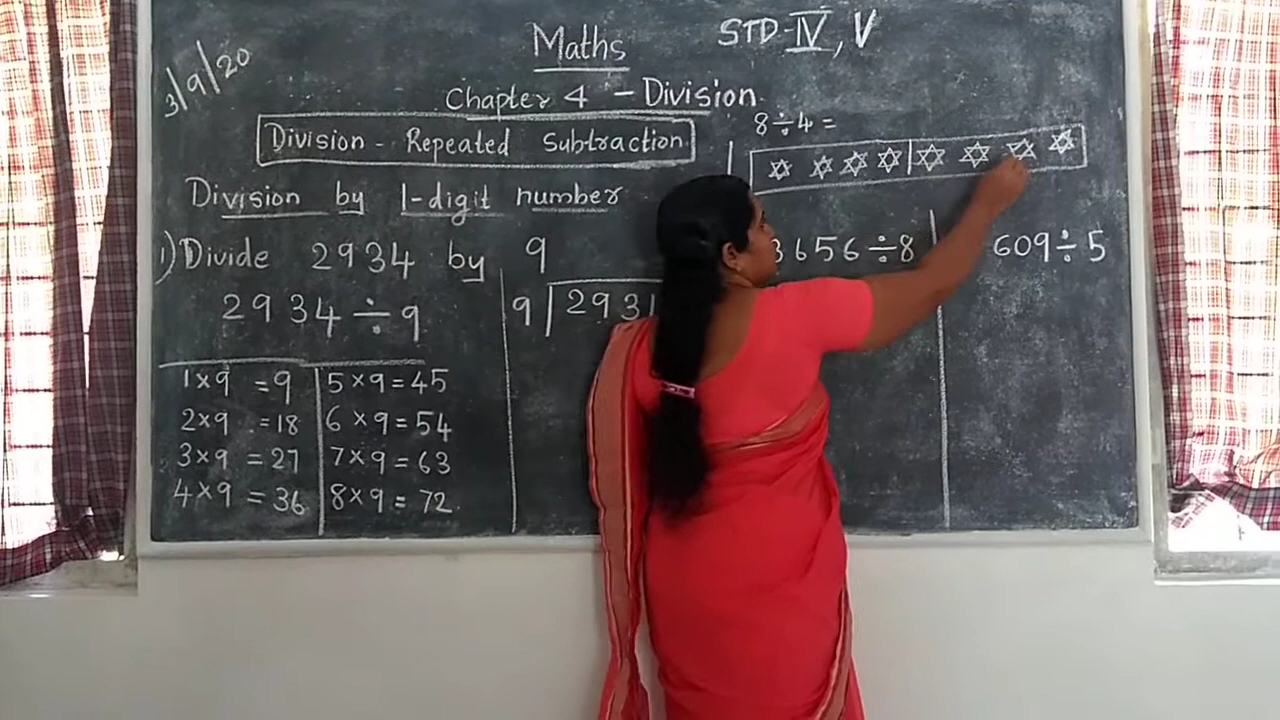 3/9/20
Maths
STD-IV, V
Chapter 4 - Division
Division - Repeated Subtraction
8÷4=
Division by 1-digit number
1) Divide 2934 by 9
2934÷9
9)293
3656÷8
609÷5
1×9 =9
2×9 =18
3×9 =27
4×9 =36
5×9=45
6×9=54
7×9=63
8×9=72